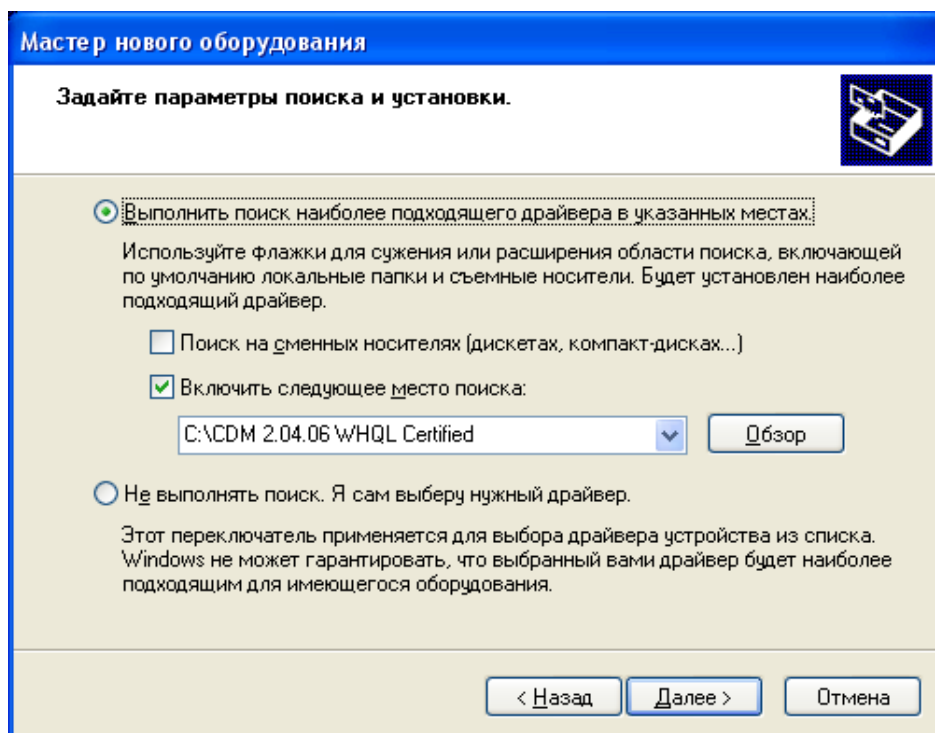 Мастер нового оборудования
Задайте параметры поиска и установки.
Выполнить поиск наиболее подходящего драйвера в указанных местах.
Используйте флажки для сужения или расширения области поиска, включающей
по умолчанию локальные папки и съемные носители. Будет установлен наиболее
подходящий драйвер.
Поиск на сменных носителях (дискетах, компакт-дисках...)
Включить следующее место поиска:
C:\CDM 2.04.06 WHQL Certified
Обзор
Не выполнять поиск. Я сам выберу нужный драйвер.
Этот переключатель применяется для выбора драйвера устройства из списка.
Windows не может гарантировать, что выбранный вами драйвер будет наиболее
подходящим для имеющегося оборудования.
< Назад
Далее >
Отмена